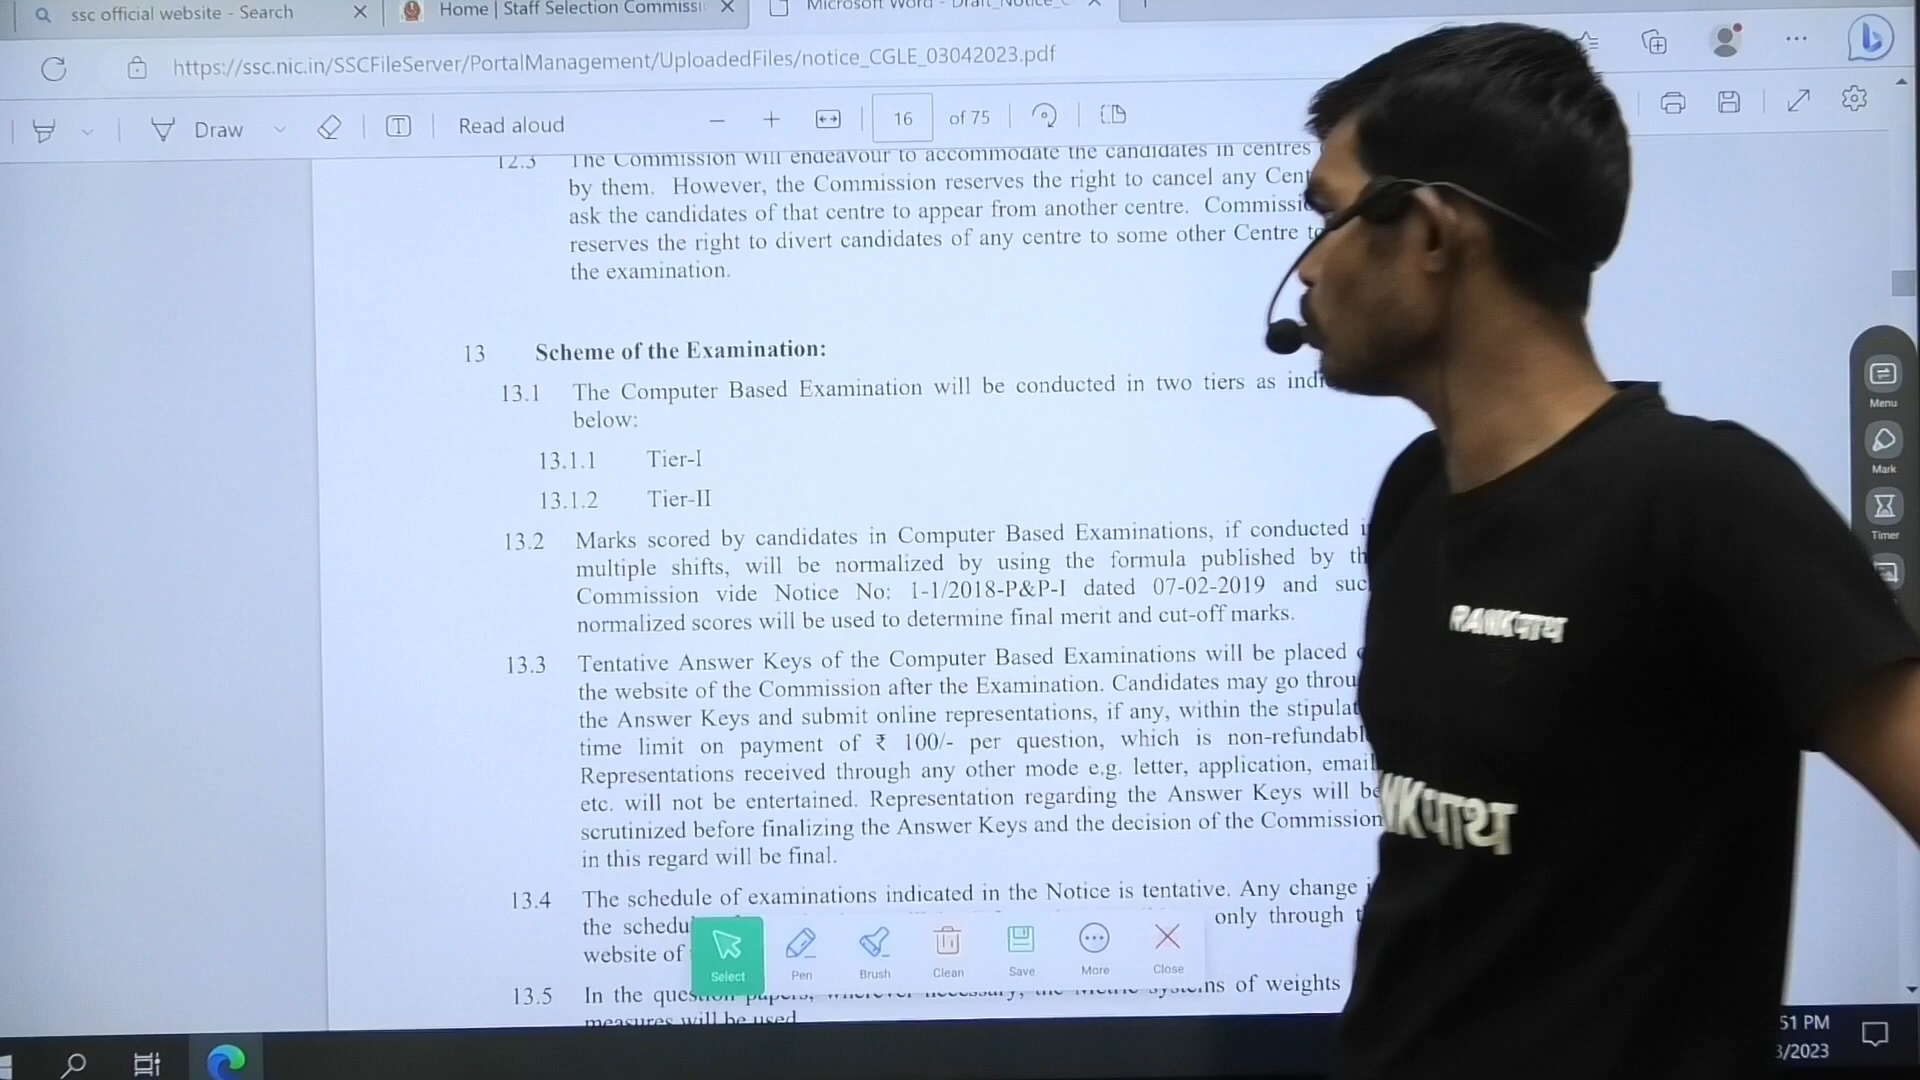 ssc official website - Search
Home | Staff Selection Commissi
Microsoft Word - Draft_Notice_C
https://ssc.nic.in/SSCFileServer/PortalManagement/UploadedFiles/notice_CGLE_03042023.pdf
Draw
Read aloud
16 of 75
12.3 The Commission will endeavour to accommodate the candidates in centres
by them. However, the Commission reserves the right to cancel any Cent
ask the candidates of that centre to appear from another centre. Commissio
reserves the right to divert candidates of any centre to some other Centre to
the examination.
13 Scheme of the Examination:
13.1 The Computer Based Examination will be conducted in two tiers as indi
below:
13.1.1 Tier-I
13.1.2 Tier-II
13.2 Marks scored by candidates in Computer Based Examinations, if conducted i
multiple shifts, will be normalized by using the formula published by th
Commission vide Notice No: 1-1/2018-P&P-I dated 07-02-2019 and suc
normalized scores will be used to determine final merit and cut-off marks.
13.3 Tentative Answer Keys of the Computer Based Examinations will be placed
the website of the Commission after the Examination. Candidates may go throu
the Answer Keys and submit online representations, if any, within the stipulat
time limit on payment of ₹ 100/- per question, which is non-refundabl
Representations received through any other mode e.g. letter, application, email
etc. will not be entertained. Representation regarding the Answer Keys will be
scrutinized before finalizing the Answer Keys and the decision of the Commission
in this regard will be final.
13.4 The schedule of examinations indicated in the Notice is tentative. Any change i
the schedu only through t
website of
13.5 In the question papers, wherever necessary, the Metric systems of weights
measures will be used
Select
Pen
Brush
Clean
Save
More
Close
Menu
Mark
Timer
RANKपाथ
NKपाथ
51 PM
3/2023